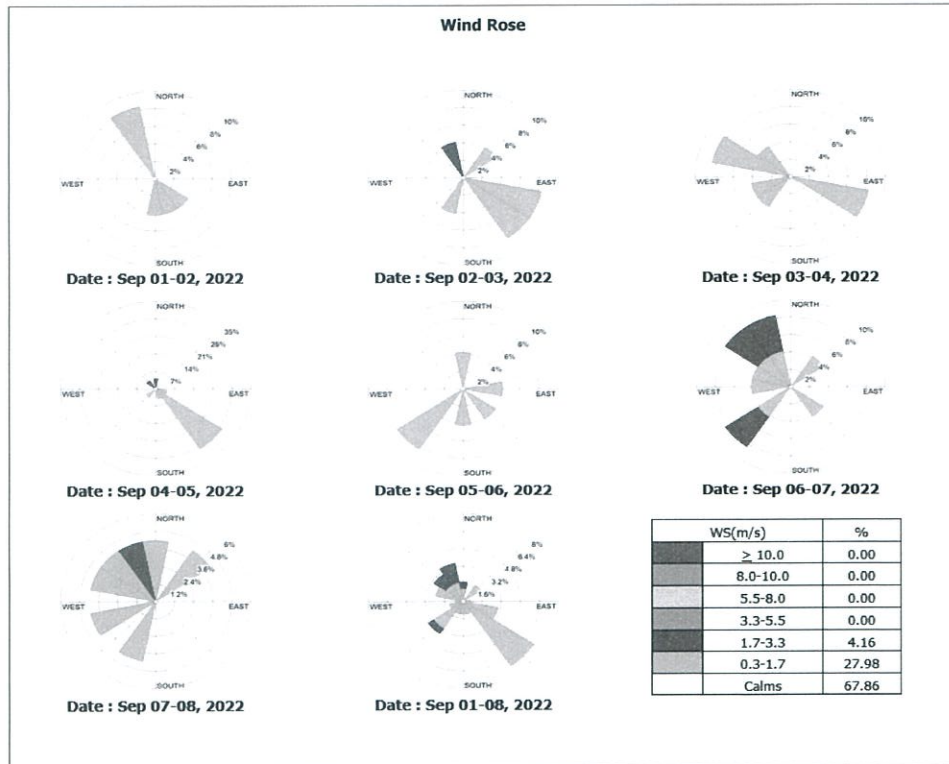 Wind Rose
NORTH
10%
8%
6%
4%
2%
WEST
EAST
SOUTH
Date : Sep 01-02, 2022
NORTH
10%
8%
6%
4%
2%
WEST
EAST
SOUTH
Date : Sep 02-03, 2022
NORTH
10%
8%
6%
4%
2%
WEST
EAST
SOUTH
Date : Sep 03-04, 2022
NORTH
35%
28%
21%
14%
7%
WEST
EAST
SOUTH
Date : Sep 04-05, 2022
NORTH
10%
8%
6%
4%
2%
WEST
EAST
SOUTH
Date : Sep 05-06, 2022
NORTH
10%
8%
6%
4%
2%
WEST
EAST
SOUTH
Date : Sep 06-07, 2022
NORTH
6%
4.8%
3.6%
2.4%
1.2%
WEST
EAST
SOUTH
Date : Sep 07-08, 2022
NORTH
8%
6.4%
4.8%
3.2%
1.6%
WEST
EAST
SOUTH
Date : Sep 01-08, 2022
WS(m/s) %
≥ 10.0 0.00
8.0-10.0 0.00
5.5-8.0 0.00
3.3-5.5 0.00
1.7-3.3 4.16
0.3-1.7 27.98
Calms 67.86